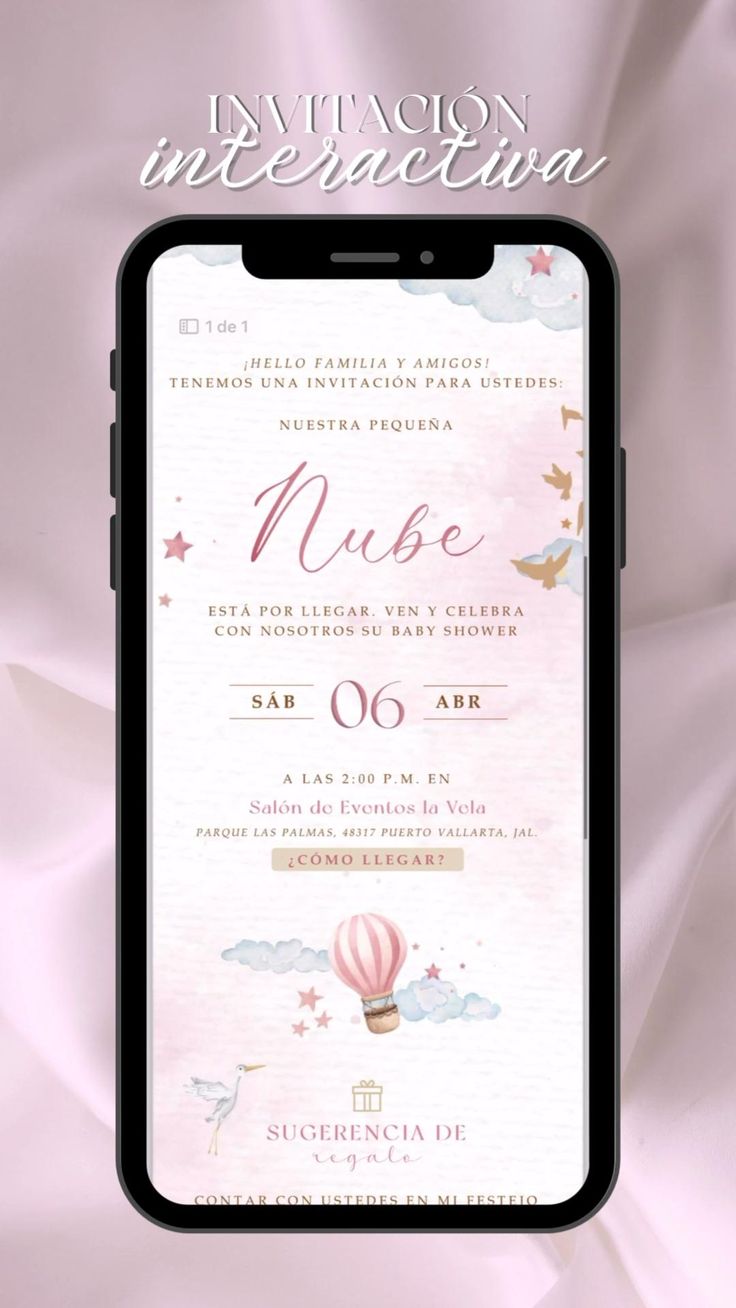 INVITACIÓN
interactiva
1 de 1
¡HELLO FAMILIA Y AMIGOS!
TENEMOS UNA INVITACIÓN PARA USTEDES:
NUESTRA PEQUEÑA
Nube
ESTÁ POR LLEGAR. VEN Y CELEBRA
CON NOSOTROS SU BABY SHOWER
SÁB 06 ABR
A LAS 2:00 P.M. EN
Salón de Eventos la Vela
PARQUE LAS PALMAS, 48317 PUERTO VALLARTA, JAL.
¿CÓMO LLEGAR?
SUGERENCIA DE
regalo
CONTAR CON USTEDES EN MI FESTEJO